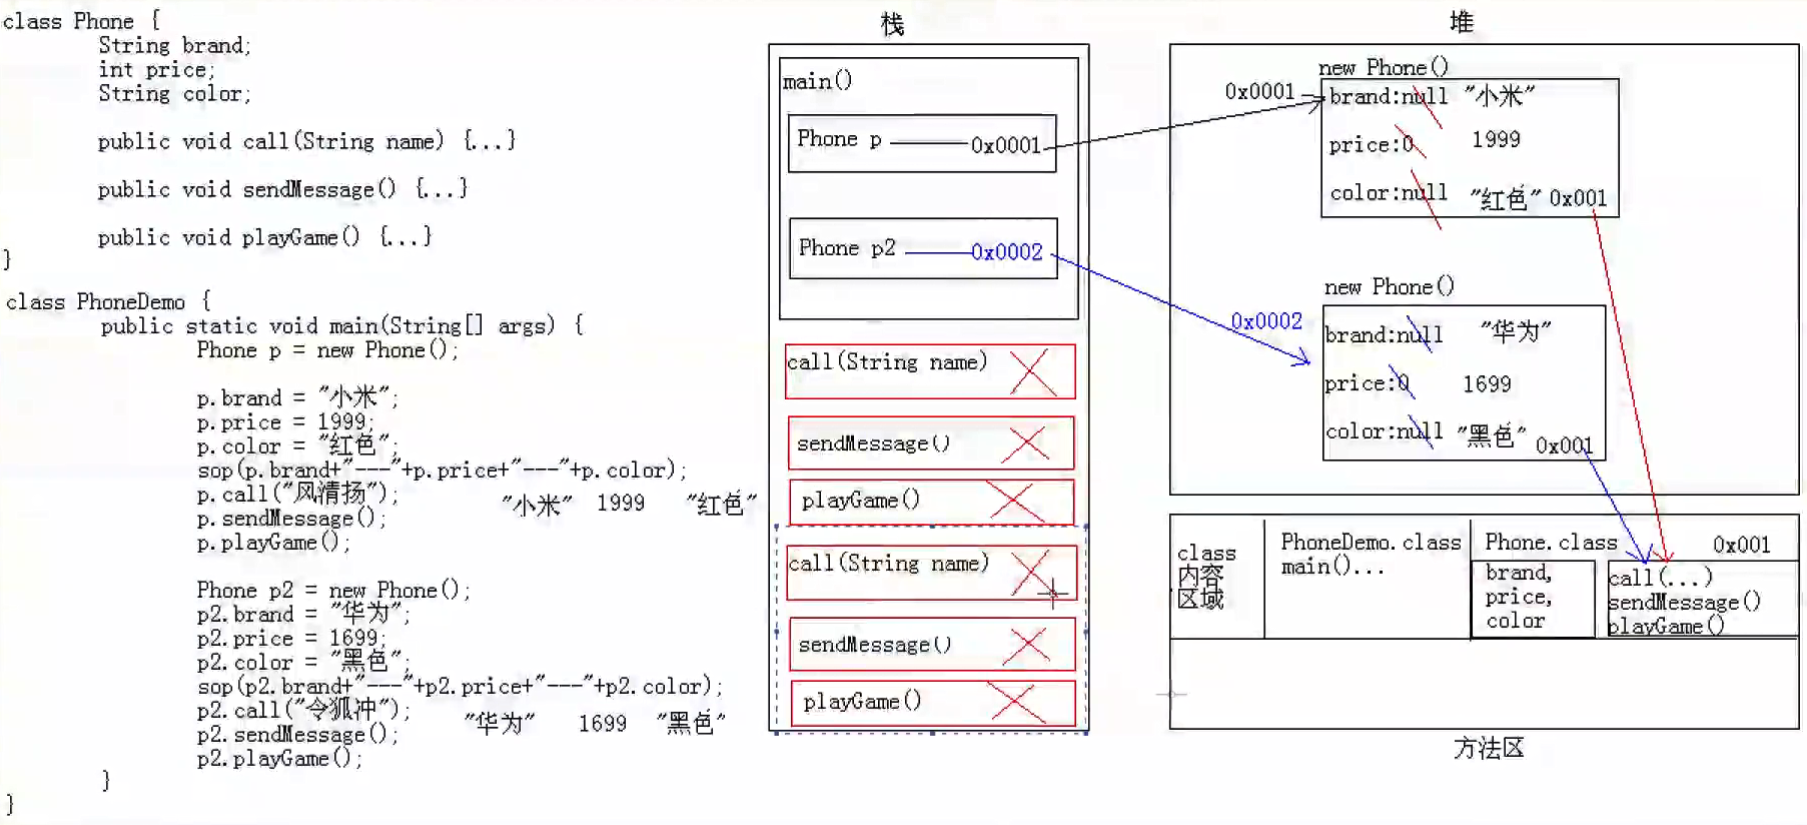 class Phone {
String brand;
int price;
String color;
public void call(String name) {...}
public void sendMessage() {...}
public void playGame() {...}
}
class PhoneDemo {
public static void main(String[] args) {
Phone p = new Phone();
p.brand = "小米";
p.price = 1999;
p.color = "红色";
sop(p.brand+"---"+p.price+"---"+p.color);
p.call("风清扬");
"小米" 1999 "红色"
p.sendMessage();
p.playGame();
Phone p2 = new Phone();
p2.brand = "华为";
p2.price = 1699;
p2.color = "黑色";
sop(p2.brand+"---"+p2.price+"---"+p2.color);
p2.call("令狐冲");
"华为" 1699 "黑色"
p2.sendMessage();
p2.playGame();
}
}
栈
main()
Phone p 0x0001
Phone p2 0x0002
call(String name)
sendMessage()
playGame()
call(String name)
sendMessage()
playGame()
堆
new Phone()
0x0001
brand:null "小米"
price:0 1999
color:null "红色" 0x001
new Phone()
0x0002
brand:null "华为"
price:0 1699
color:null "黑色" 0x001
class
内容
区域
PhoneDemo.class
main()...
Phone.class 0x001
brand,
price,
color
call(...)
sendMessage()
playGame()
方法区